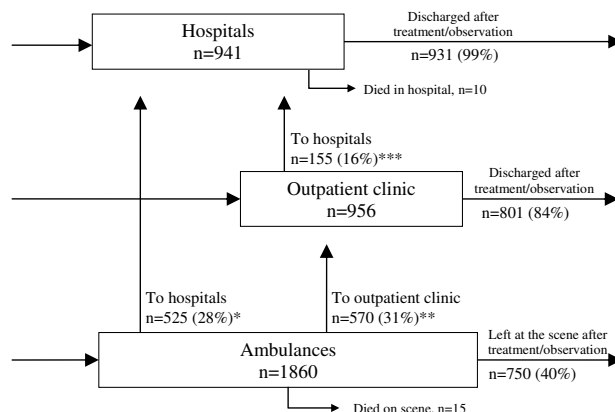 Hospitals
n=941
Discharged after
treatment/observation
n=931 (99%)
Died in hospital, n=10
To hospitals
n=155 (16%)***
Outpatient clinic
n=956
Discharged after
treatment/observation
n=801 (84%)
To hospitals
n=525 (28%)*
To outpatient clinic
n=570 (31%)**
Ambulances
n=1860
Left at the scene after
treatment/observation
n=750 (40%)
Died on scene, n=15